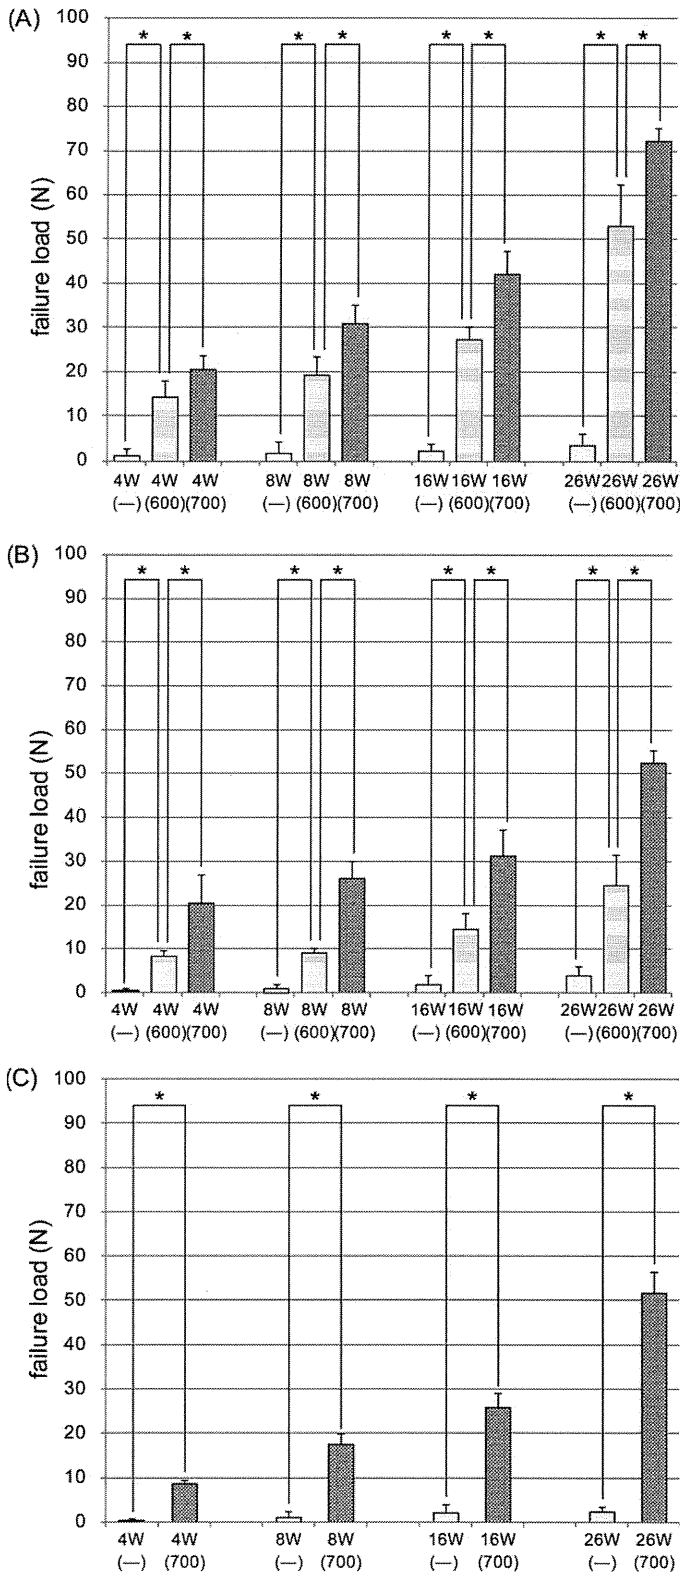 (A)
failure load (N)
100
90
80
70
60
50
40
30
20
10
0
* * * * * * * *
4W 4W 4W 8W 8W 8W 16W 16W 16W 26W 26W 26W
(—) (600)(700) (—) (600)(700) (—) (600)(700) (—) (600)(700)
(B)
failure load (N)
100
90
80
70
60
50
40
30
20
10
0
* * * * * * * *
4W 4W 4W 8W 8W 8W 16W 16W 16W 26W 26W 26W
(—) (600)(700) (—) (600)(700) (—) (600)(700) (—) (600)(700)
(C)
failure load (N)
100
90
80
70
60
50
40
30
20
10
0
* * * *
4W 4W 8W 8W 16W 16W 26W 26W
(—) (700) (—) (700) (—) (700) (—) (700)